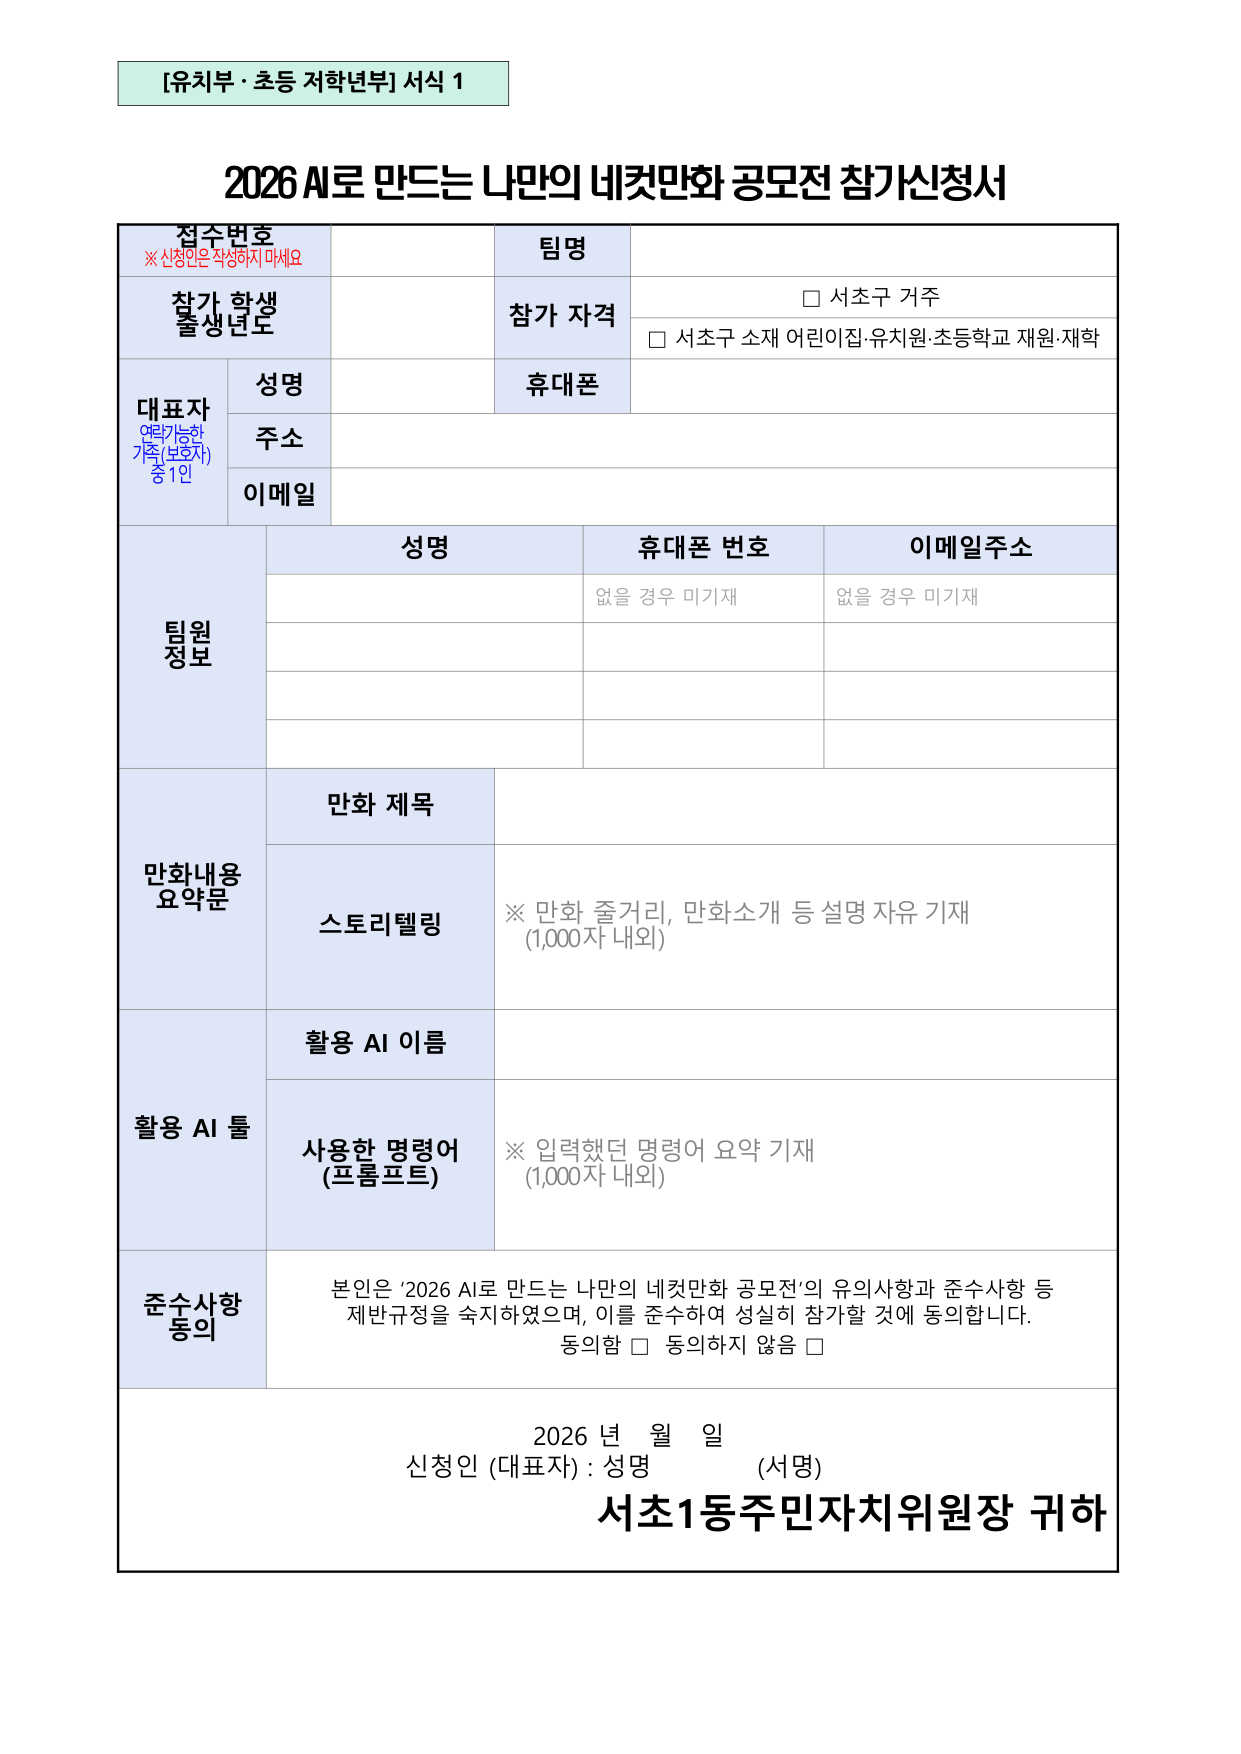 [유치부 · 초등 저학년부] 서식 1
2026 AI로 만드는 나만의 네컷만화 공모전 참가신청서
접수번호
※ 신청인은 작성하지 마세요
팀명
참가 학생
출생년도
참가 자격
□ 서초구 거주
□ 서초구 소재 어린이집·유치원·초등학교 재원·재학
대표자
연락가능한
가족(보호자)
중 1인
성명
휴대폰
주소
이메일
팀원
정보
성명
휴대폰 번호
이메일주소
없을 경우 미기재
없을 경우 미기재
만화내용
요약문
만화 제목
스토리텔링
※ 만화 줄거리, 만화소개 등 설명 자유 기재
(1,000자 내외)
활용 AI 툴
활용 AI 이름
사용한 명령어
(프롬프트)
※ 입력했던 명령어 요약 기재
(1,000자 내외)
준수사항
동의
본인은 ‘2026 AI로 만드는 나만의 네컷만화 공모전’의 유의사항과 준수사항 등
제반규정을 숙지하였으며, 이를 준수하여 성실히 참가할 것에 동의합니다.
동의함 □ 동의하지 않음 □
2026 년 월 일
신청인 (대표자) : 성명 (서명)
서초1동주민자치위원장 귀하